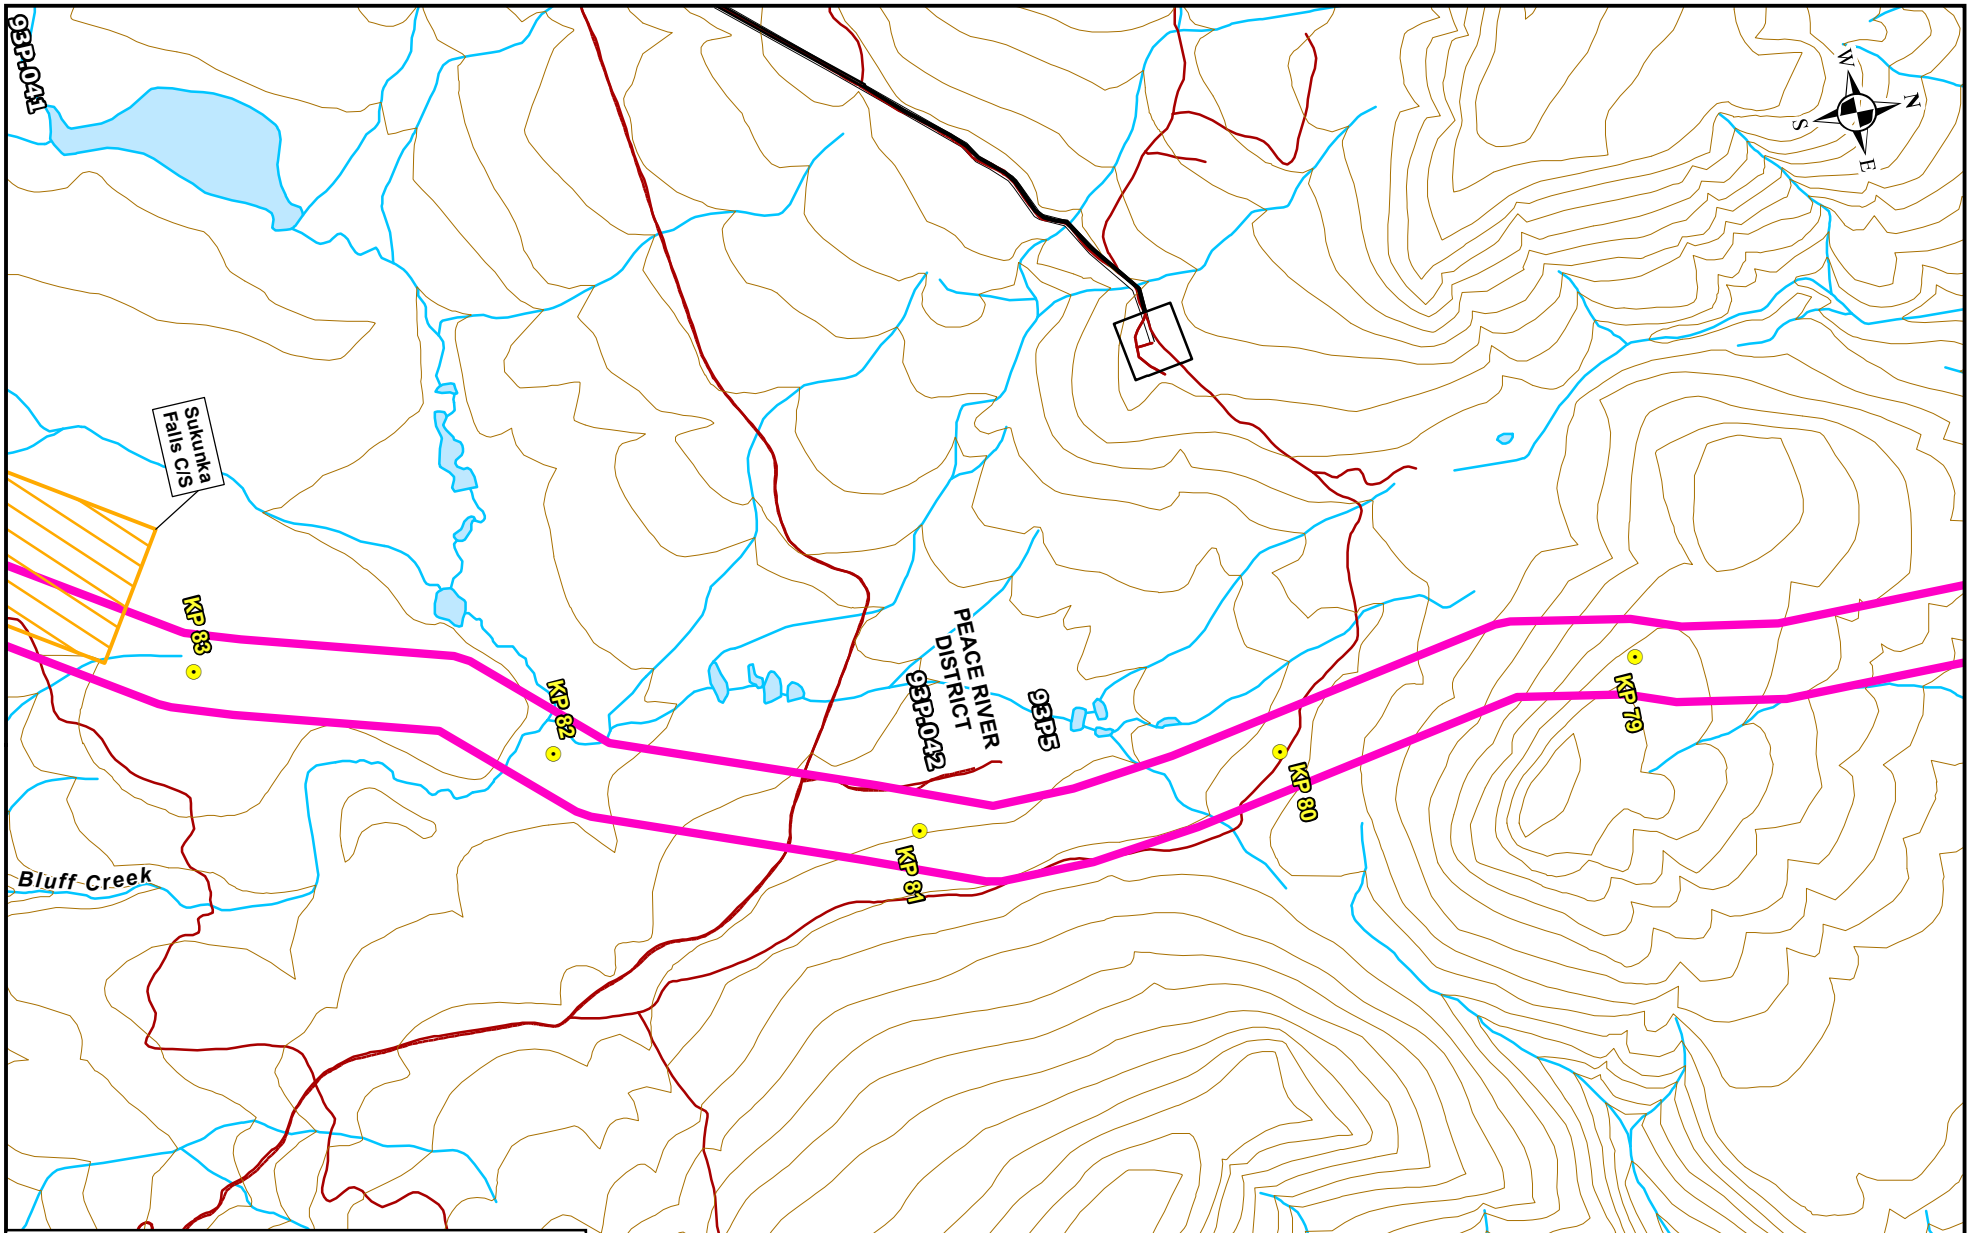 93P.041
W
N
S
E
Sukunka
Falls C/S
KP 83
KP 82
PEACE RIVER
DISTRICT
93P.042
93P5
KP 79
KP 80
KP 81
Bluff Creek